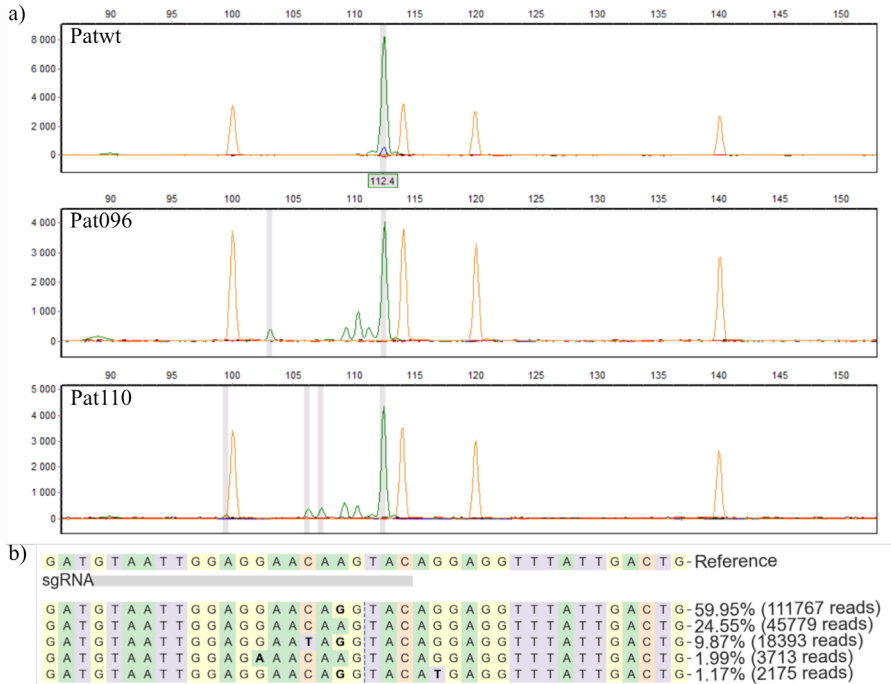 a)
90 95 100 105 110 115 120 125 130 135 140 145 150
Patwt
8 000
6 000
4 000
2 000
0
112.4
90 95 100 105 110 115 120 125 130 135 140 145 150
Pat096
4 000
3 000
2 000
1 000
0
90 95 100 105 110 115 120 125 130 135 140 145 150
Pat110
5 000
4 000
3 000
2 000
1 000
0
b)
G A T G T A A T T G G A G G A A C A A G T A C A G G A G G T T T A T T G A C T G - Reference
sgRNA
G A T G T A A T T G G A G G A A C A G G T A C A G G A G G T T T A T T G A C T G - 59.95% (111767 reads)
G A T G T A A T T G G A G G A A C A A G T A C A G G A G G T T T A T T G A C T G - 24.55% (45779 reads)
G A T G T A A T T G G A G G A A T A G G T A C A G G A G G T T T A T T G A C T G - 9.87% (18393 reads)
G A T G T A A T T G G A G A A A C A A G T A C A G G A G G T T T A T T G A C T G - 1.99% (3713 reads)
G A T G T A A T T G G A G G A A C A G G T A C A T G A G G T T T A T T G A C T G - 1.17% (2175 reads)